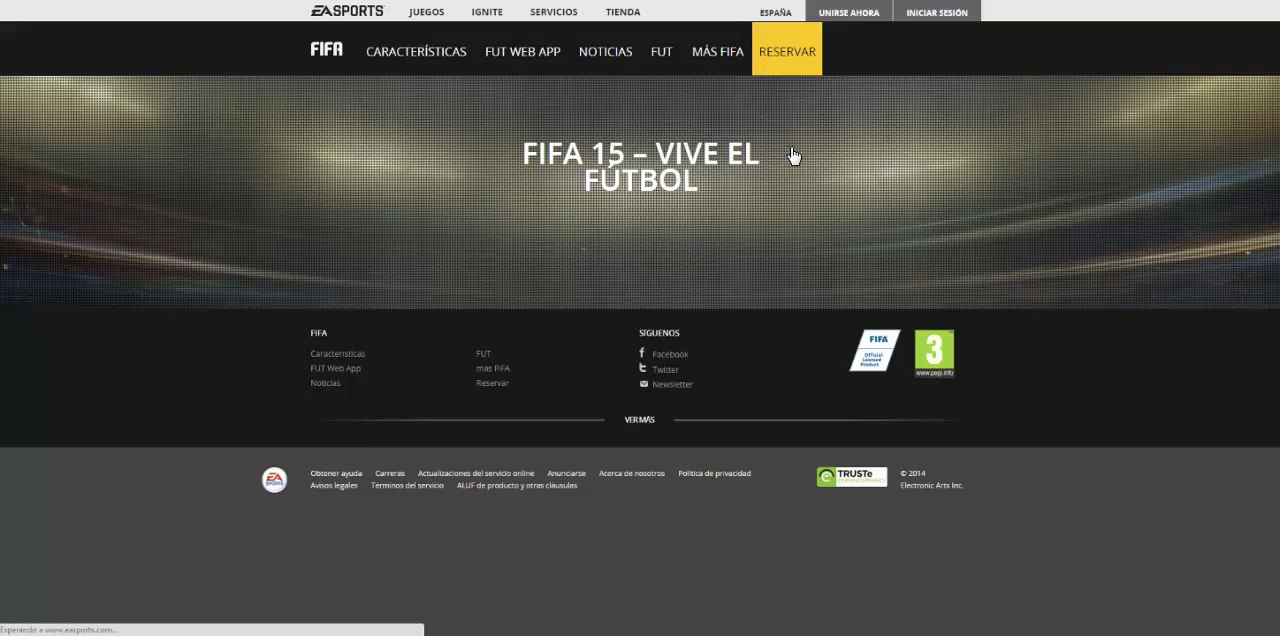 EA SPORTS JUEGOS IGNITE SERVICIOS TIENDA ESPAÑA UNIRSE AHORA INICIAR SESIÓN
FIFA CARACTERÍSTICAS FUT WEB APP NOTICIAS FUT MÁS FIFA RESERVAR
FIFA 15 – VIVE EL
FÚTBOL
FIFA
Características
FUT Web App
Noticias
FUT
más FIFA
Reservar
SÍGUENOS
Facebook
Twitter
Newsletter
FIFA
Official
Licensed
Product
3
www.pegi.info
VER MÁS
EA
SPORTS
Obtener ayuda Carreras Actualizaciones del servicio online Anunciarse Acerca de nosotros Política de privacidad
Avisos legales Términos del servicio ALUF de producto y otras cláusulas
TRUSTe
© 2014
Electronic Arts Inc.
Esperando a www.easports.com...